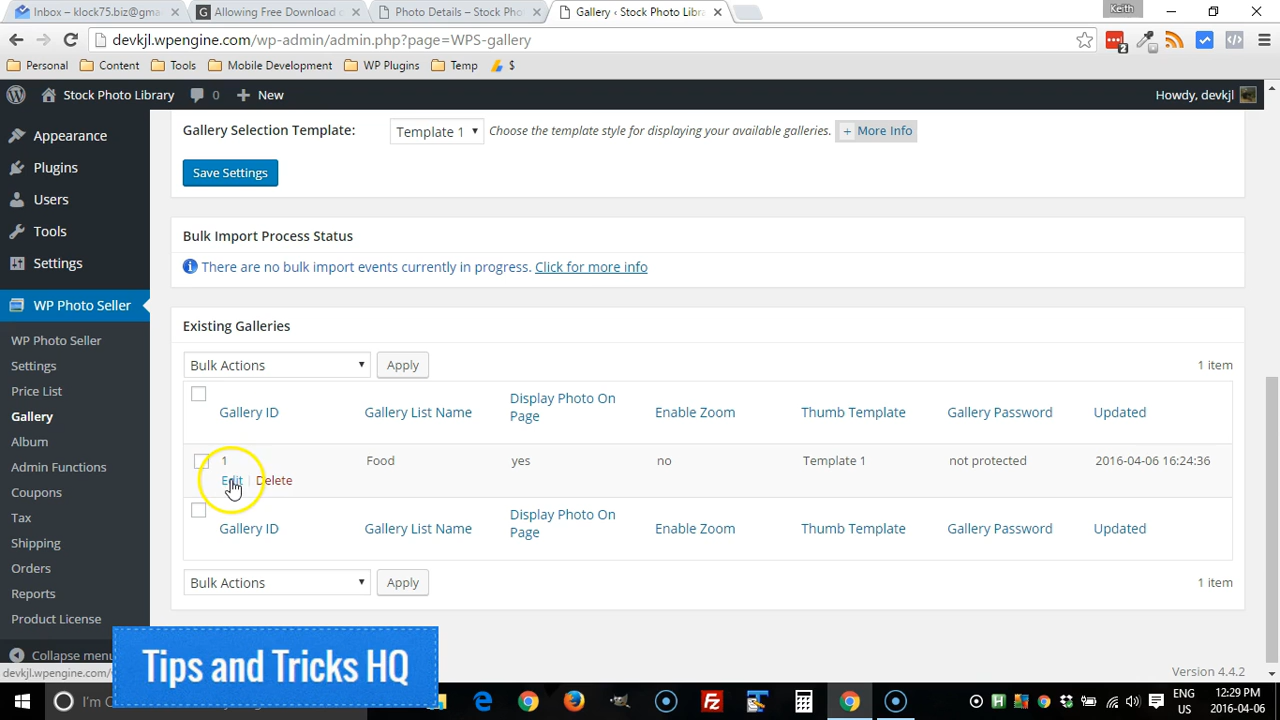 Inbox – klock75.biz@gma
Allowing Free Download o
Photo Details – Stock Pho
Gallery ‹ Stock Photo Libra
Keith
devkjl.wpengine.com/wp-admin/admin.php?page=WPS-gallery
2
Personal
Content
Tools
Mobile Development
WP Plugins
Temp
$
Stock Photo Library
0
New
Howdy, devkjl
Appearance
Plugins
Users
Tools
Settings
WP Photo Seller
WP Photo Seller
Settings
Price List
Gallery
Album
Admin Functions
Coupons
Tax
Shipping
Orders
Reports
Product License
Collapse menu
Gallery Selection Template:
Template 1
Choose the template style for displaying your available galleries.
+ More Info
Save Settings
Bulk Import Process Status
There are no bulk import events currently in progress. Click for more info
Existing Galleries
Bulk Actions
Apply
1 item
Gallery ID
Gallery List Name
Display Photo On
Page
Enable Zoom
Thumb Template
Gallery Password
Updated
1
Food
yes
no
Template 1
not protected
2016-04-06 16:24:36
Edit | Delete
Gallery ID
Gallery List Name
Display Photo On
Page
Enable Zoom
Thumb Template
Gallery Password
Updated
Bulk Actions
Apply
1 item
Version 4.4.2
devkjl.wpengine.com/
Tips and Tricks HQ
I'm
ENG
US
12:29 PM
2016-04-06